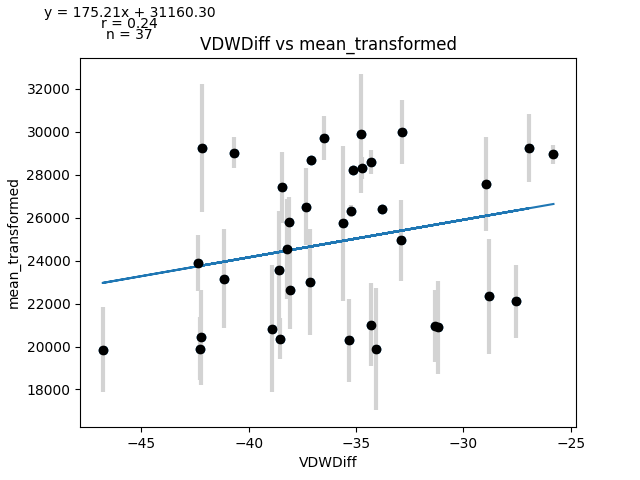 y = 175.21x + 31160.30
r = 0.24
n = 37
VDWDiff vs mean_transformed
32000
30000
28000
26000
24000
22000
20000
18000
mean_transformed
−45
−40
−35
−30
−25
VDWDiff